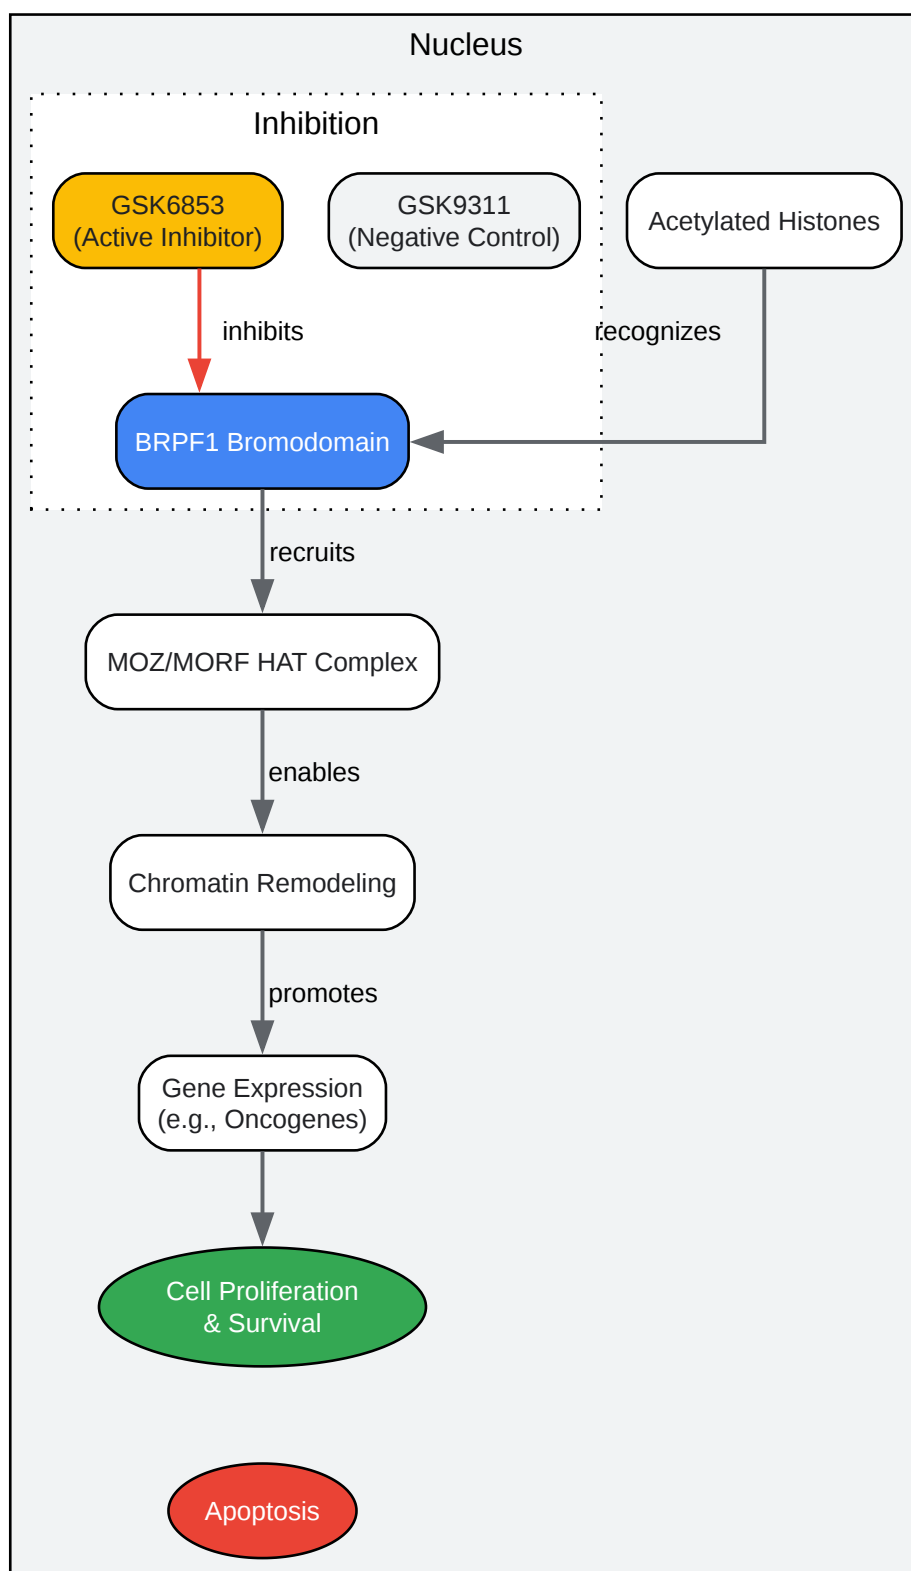 Nucleus
Inhibition
GSK6853
(Active Inhibitor)
GSK9311
(Negative Control)
Acetylated Histones
inhibits
recognizes
BRPF1 Bromodomain
recruits
MOZ/MORF HAT Complex
enables
Chromatin Remodeling
promotes
Gene Expression
(e.g., Oncogenes)
Cell Proliferation
& Survival
Apoptosis